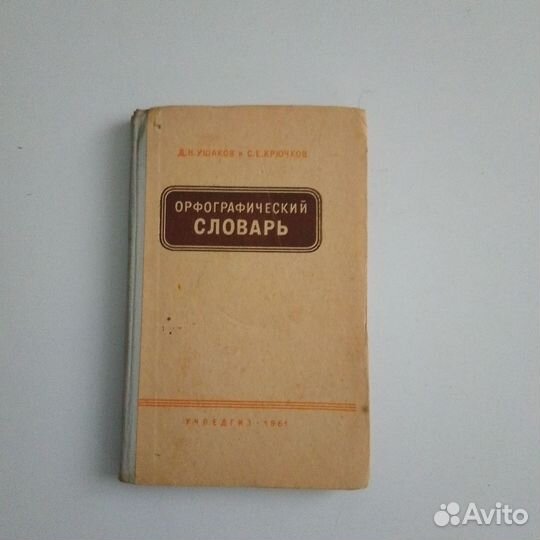 Д. Н. УШАКОВ и С. Е. КРЮЧКОВ
ОРФОГРАФИЧЕСКИЙ
СЛОВАРЬ
УЧПЕДГИЗ · 1961
Avito